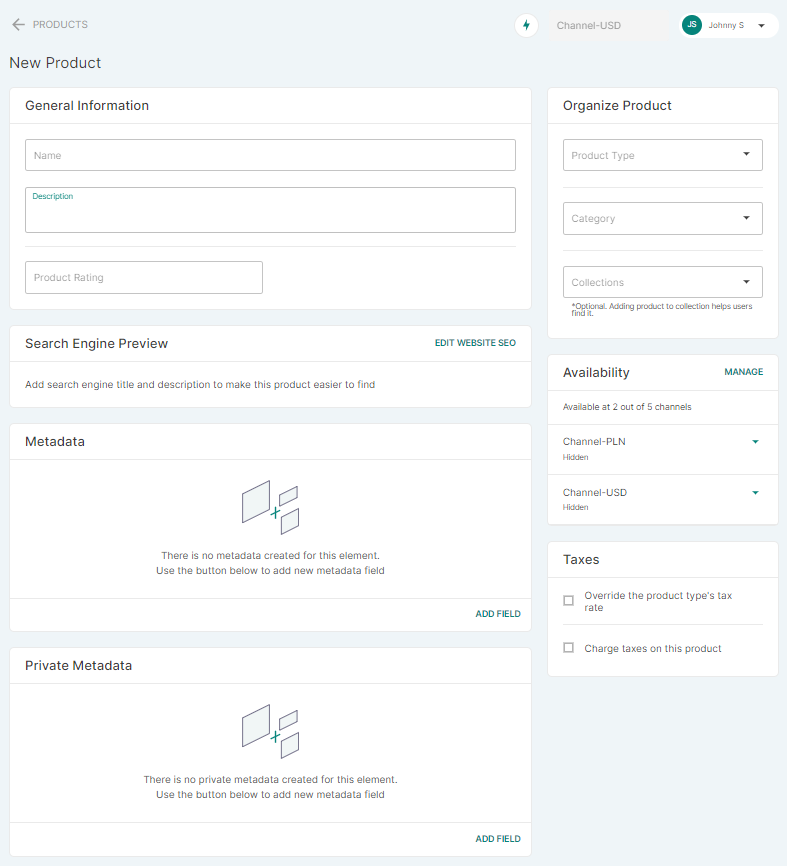 PRODUCTS
Channel-USD
JS
Johnny S
New Product
General Information
Name
Description
Product Rating
Search Engine Preview
EDIT WEBSITE SEO
Add search engine title and description to make this product easier to find
Metadata
There is no metadata created for this element.
Use the button below to add new metadata field
ADD FIELD
Private Metadata
There is no private metadata created for this element.
Use the button below to add new metadata field
ADD FIELD
Organize Product
Product Type
Category
Collections
*Optional. Adding product to collection helps users
find it.
Availability
MANAGE
Available at 2 out of 5 channels
Channel-PLN
Hidden
Channel-USD
Hidden
Taxes
Override the product type's tax
rate
Charge taxes on this product